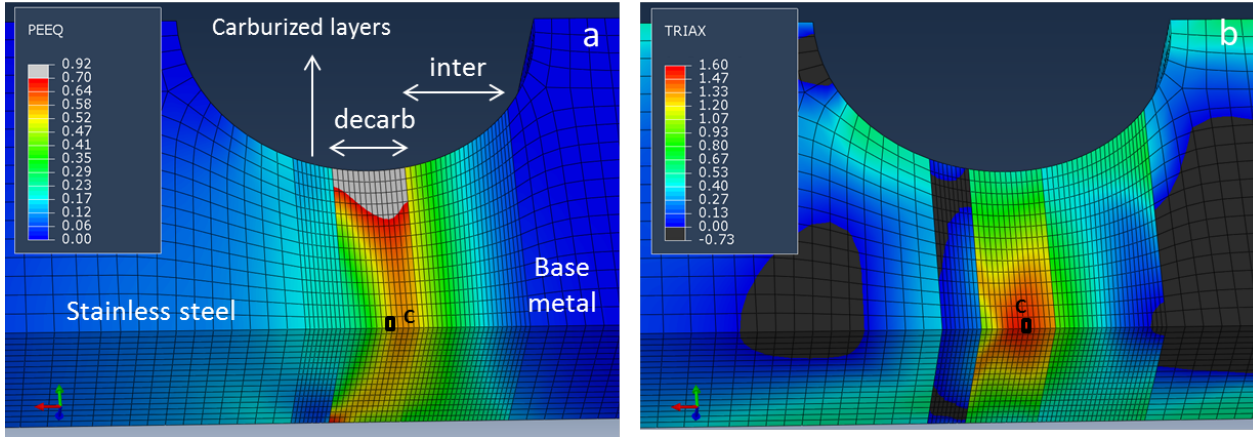 PEEQ
0.92
0.70
0.64
0.58
0.52
0.47
0.41
0.35
0.29
0.23
0.17
0.12
0.06
0.00
Carburized layers
inter
decarb
a
Stainless steel
Base
metal
C
TRIAX
1.60
1.47
1.33
1.20
1.07
0.93
0.80
0.67
0.53
0.40
0.27
0.13
0.00
-0.73
b
C